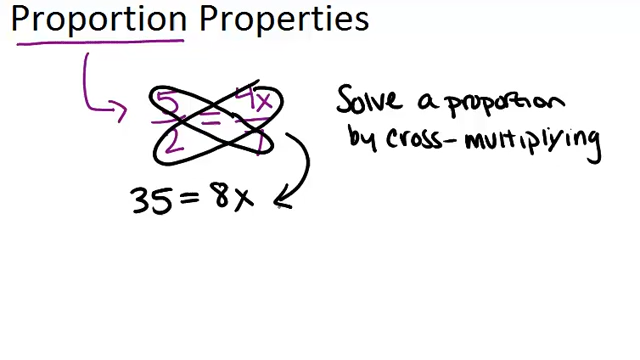 Proportion Properties
5/2 = 4x/7
Solve a proportion
by cross-multiplying
35 = 8x